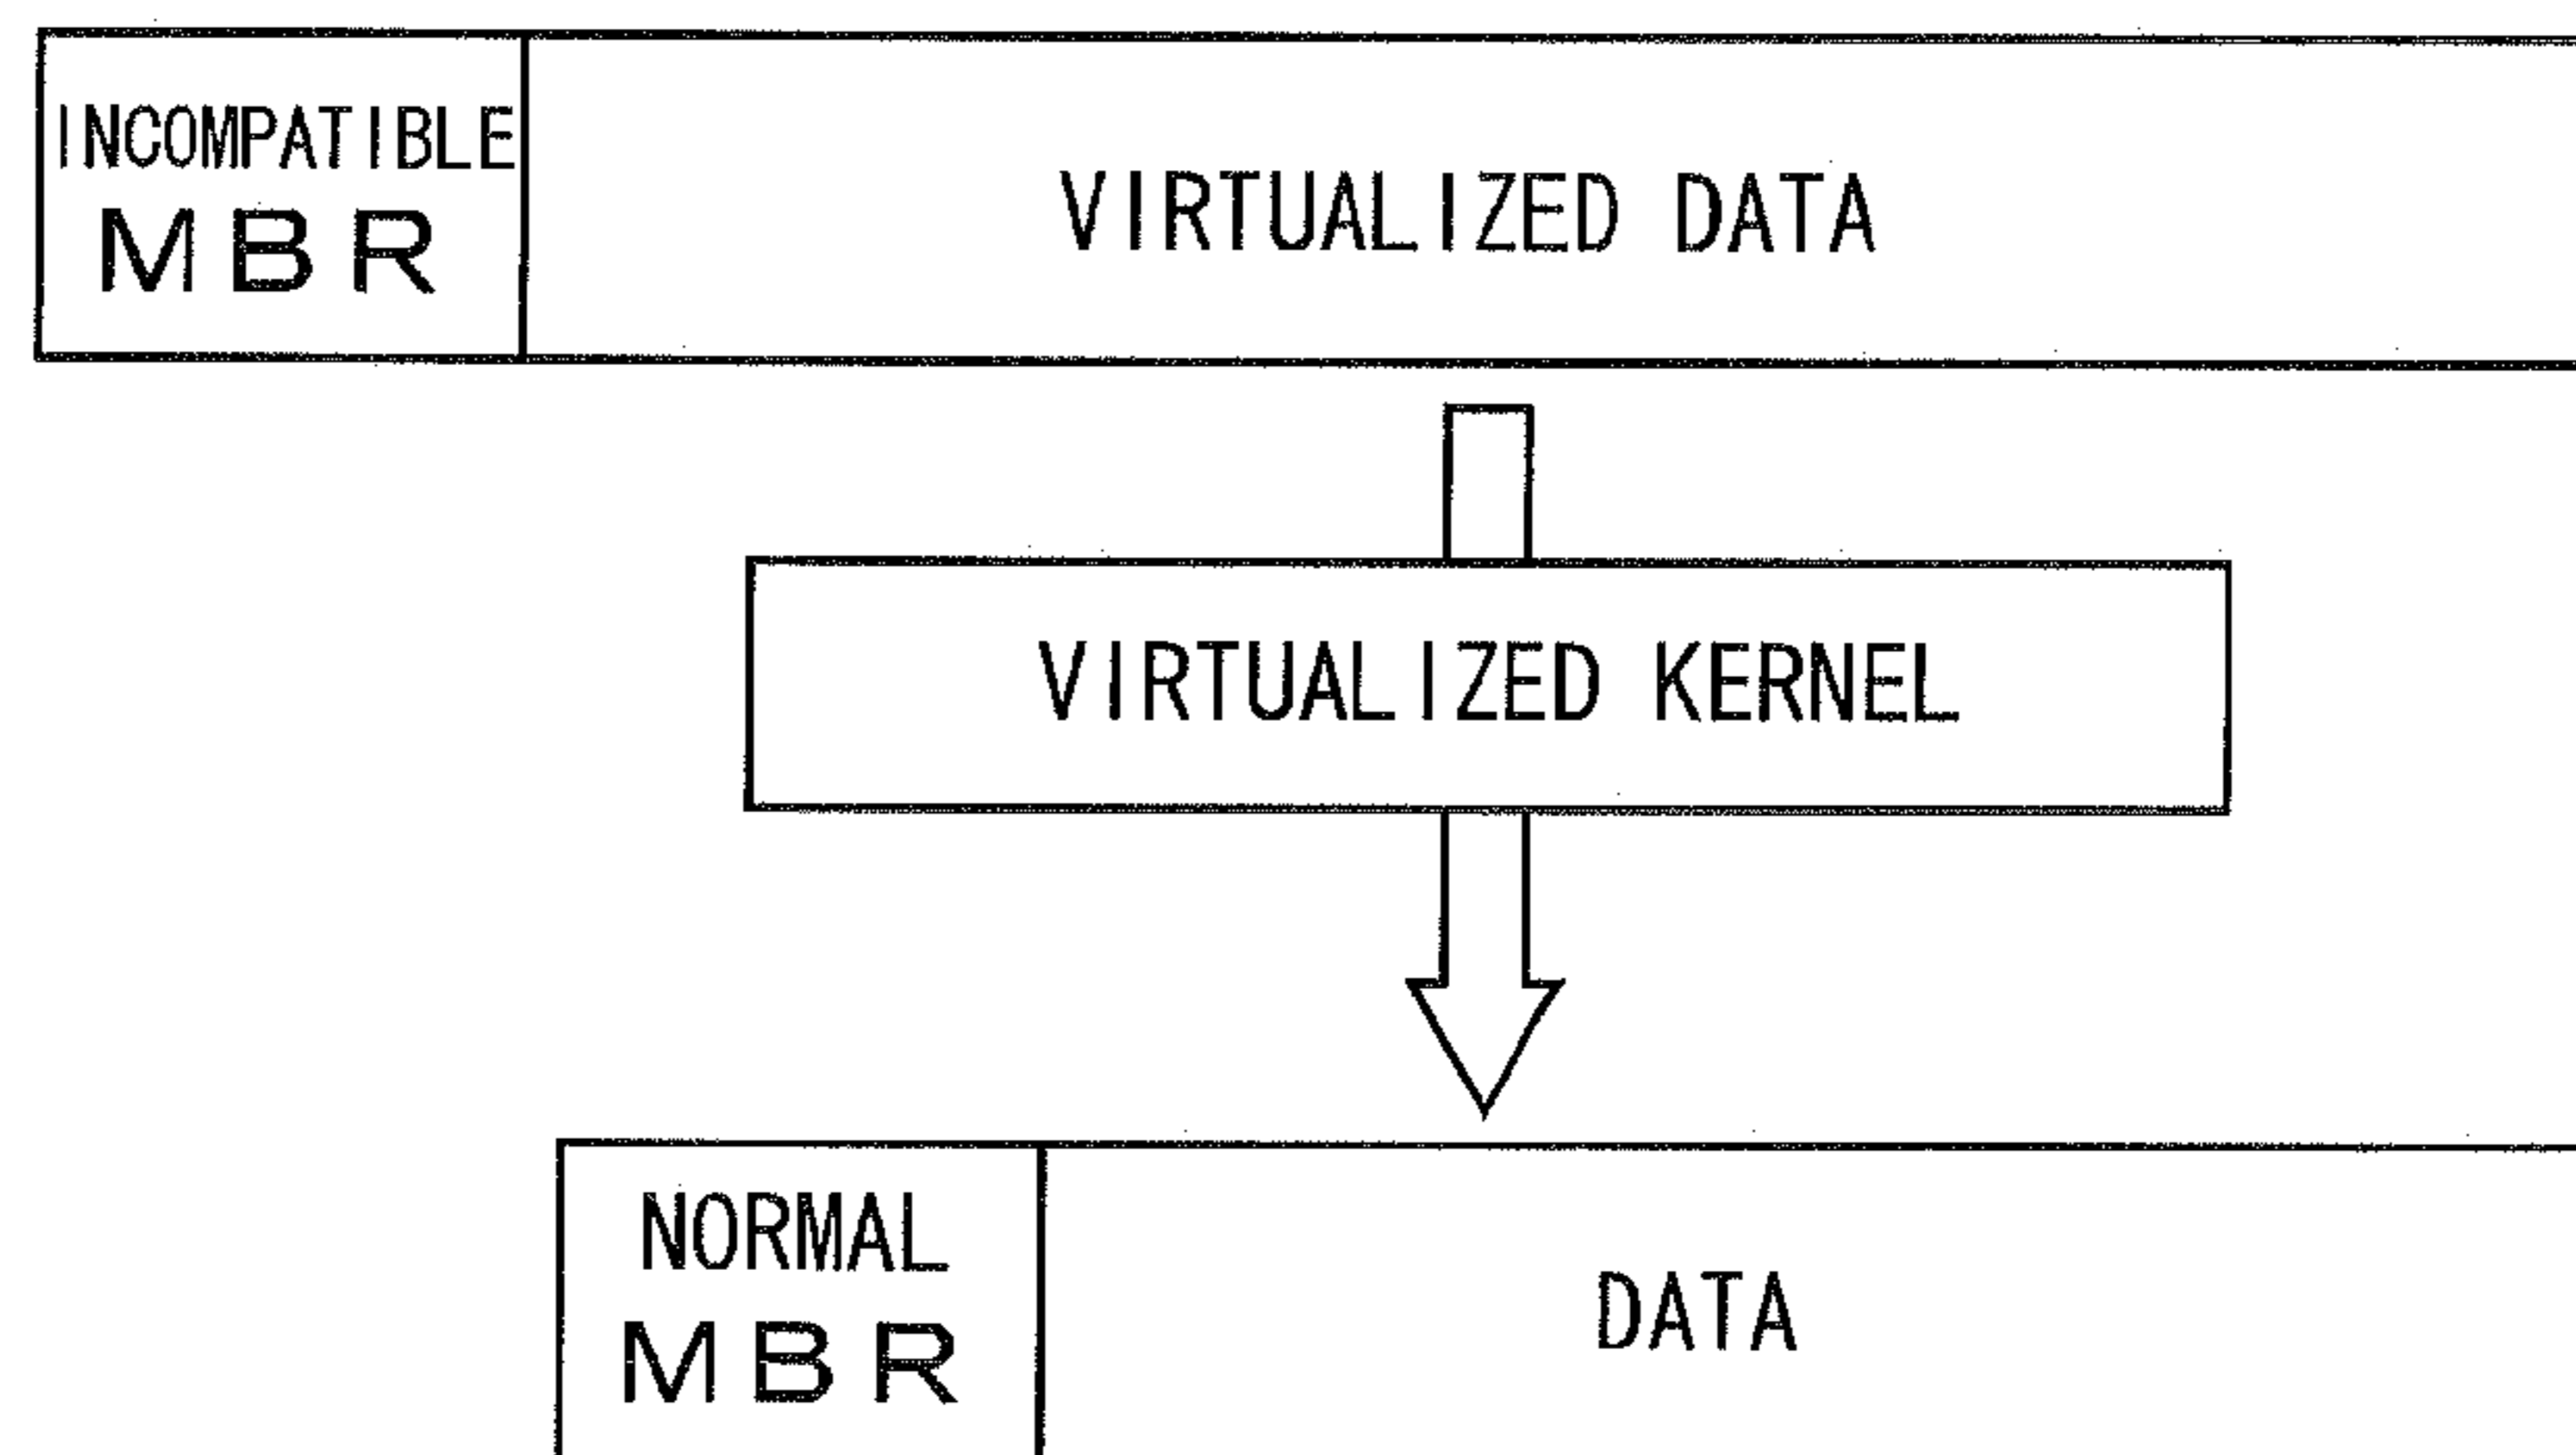 INCOMPATIBLE
MBR
VIRTUALIZED DATA
VIRTUALIZED KERNEL
NORMAL
MBR
DATA